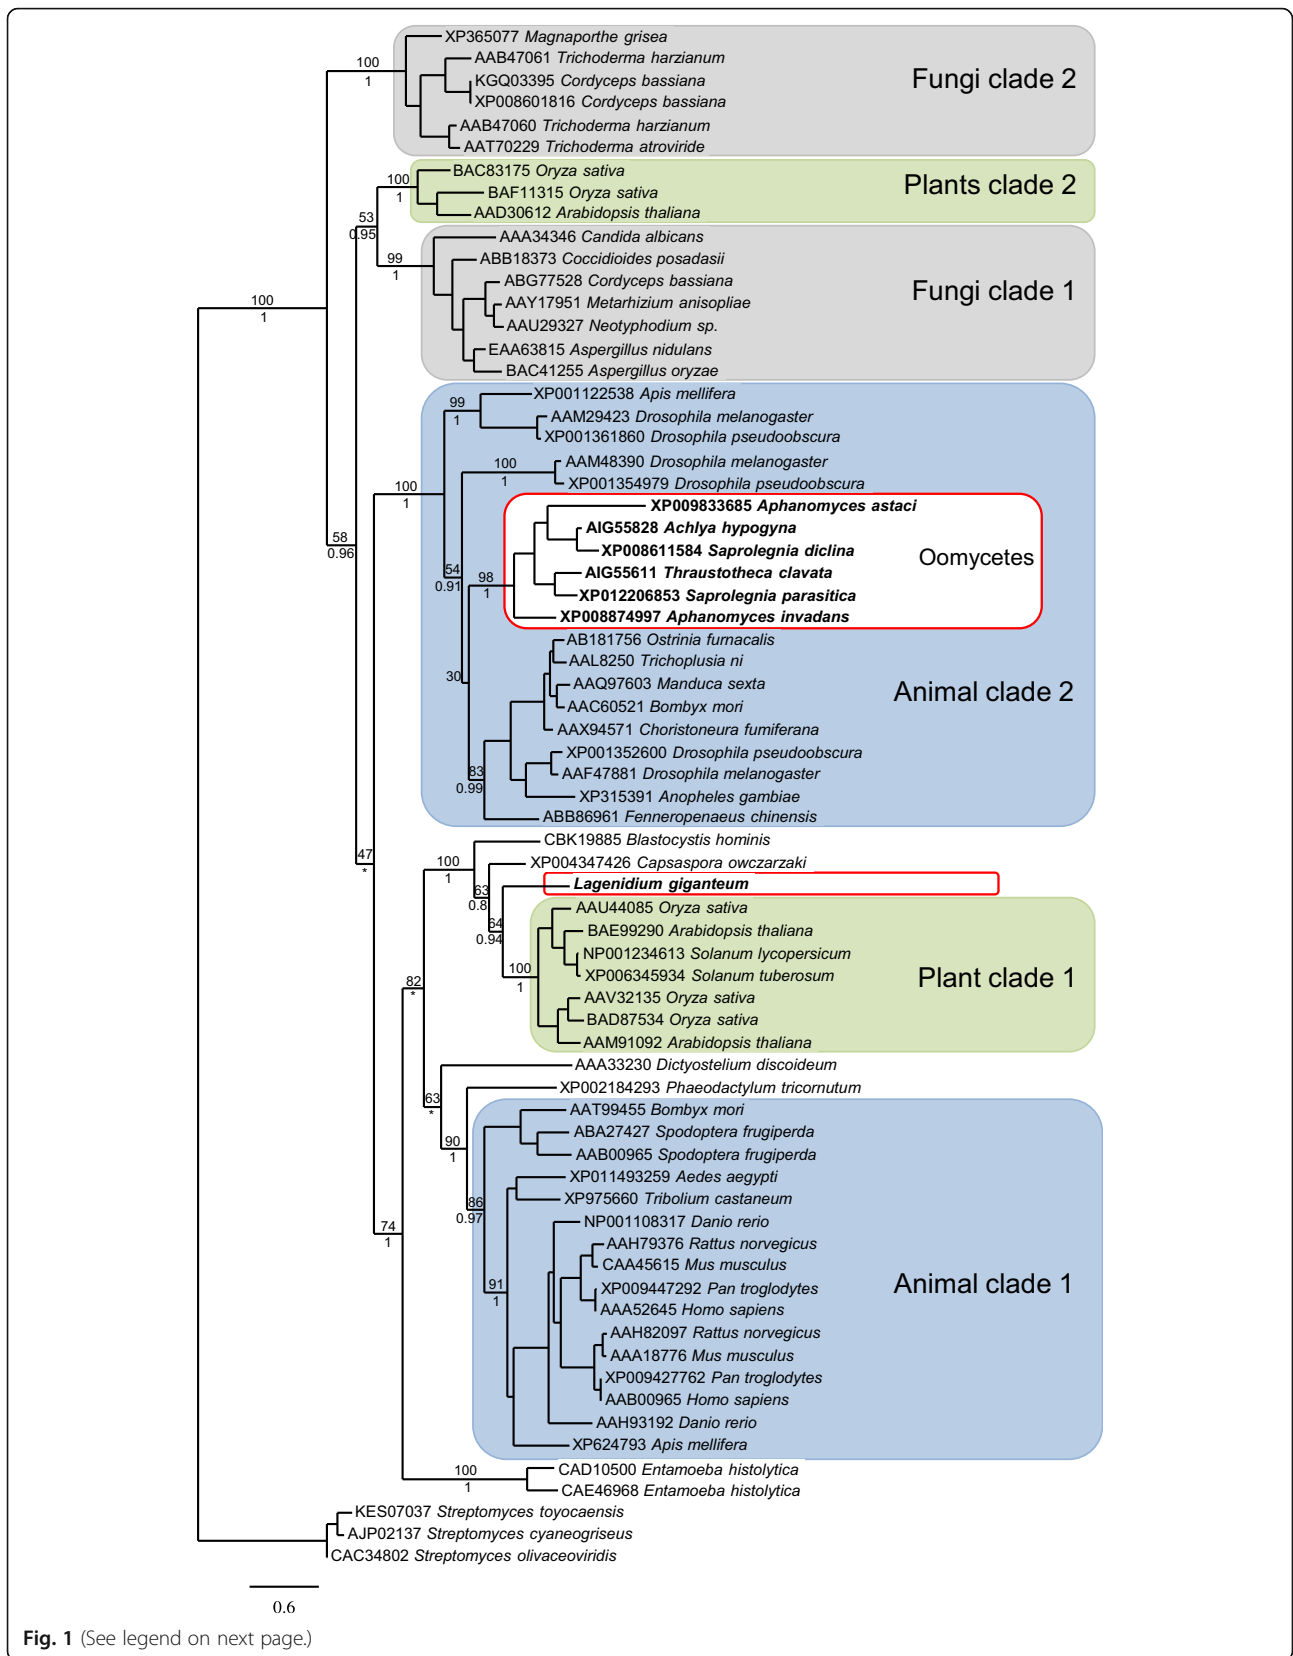 XP365077 Magnaporthe grisea
AAB47061 Trichoderma harzianum
100
1
KGQ03395 Cordyceps bassiana
Fungi clade 2
XP008601816 Cordyceps bassiana
AAB47060 Trichoderma harzianum
AAT70229 Trichoderma atroviride
BAC83175 Oryza sativa
100
1
BAF11315 Oryza sativa
Plants clade 2
AAD30612 Arabidopsis thaliana
53
0.95
AAA34346 Candida albicans
99
1
ABB18373 Coccidioides posadasii
ABG77528 Cordyceps bassiana
Fungi clade 1
AAY17951 Metarhizium anisopliae
100
1
AAU29327 Neotyphodium sp.
EAA63815 Aspergillus nidulans
BAC41255 Aspergillus oryzae
XP001122538 Apis mellifera
99
1
AAM29423 Drosophila melanogaster
XP001361860 Drosophila pseudoobscura
AAM48390 Drosophila melanogaster
100
1
XP001354979 Drosophila pseudoobscura
100
1
XP009833685 Aphanomyces astaci
AIG55828 Achlya hypogyna
58
0.96
XP008611584 Saprolegnia diclina
Oomycetes
54
0.91
AIG55611 Thraustotheca clavata
98
1
XP012206853 Saprolegnia parasitica
XP008874997 Aphanomyces invadans
AB181756 Ostrinia furnacalis
AAL8250 Trichoplusia ni
30
AAQ97603 Manduca sexta
Animal clade 2
AAC60521 Bombyx mori
AAX94571 Choristoneura fumiferana
XP001352600 Drosophila pseudoobscura
83
0.99
AAF47881 Drosophila melanogaster
XP315391 Anopheles gambiae
ABB86961 Fenneropenaeus chinensis
CBK19885 Blastocystis hominis
47
*
100
1
XP004347426 Capsaspora owczarzaki
63
0.8
Lagenidium giganteum
AAU44085 Oryza sativa
64
0.94
BAE99290 Arabidopsis thaliana
NP001234613 Solanum lycopersicum
100
1
XP006345934 Solanum tuberosum
Plant clade 1
82
*
AAV32135 Oryza sativa
BAD87534 Oryza sativa
AAM91092 Arabidopsis thaliana
AAA33230 Dictyostelium discoideum
XP002184293 Phaeodactylum tricornutum
63
*
AAT99455 Bombyx mori
ABA27427 Spodoptera frugiperda
90
1
AAB00965 Spodoptera frugiperda
XP011493259 Aedes aegypti
86
0.97
XP975660 Tribolium castaneum
NP001108317 Danio rerio
74
1
AAH79376 Rattus norvegicus
CAA45615 Mus musculus
91
1
XP009447292 Pan troglodytes
Animal clade 1
AAA52645 Homo sapiens
AAH82097 Rattus norvegicus
AAA18776 Mus musculus
XP009427762 Pan troglodytes
AAB00965 Homo sapiens
AAH93192 Danio rerio
XP624793 Apis mellifera
100
1
CAD10500 Entamoeba histolytica
CAE46968 Entamoeba histolytica
KES07037 Streptomyces toyocaensis
AJP02137 Streptomyces cyaneogriseus
CAC34802 Streptomyces olivaceoviridis
0.6
Fig. 1 (See legend on next page.)